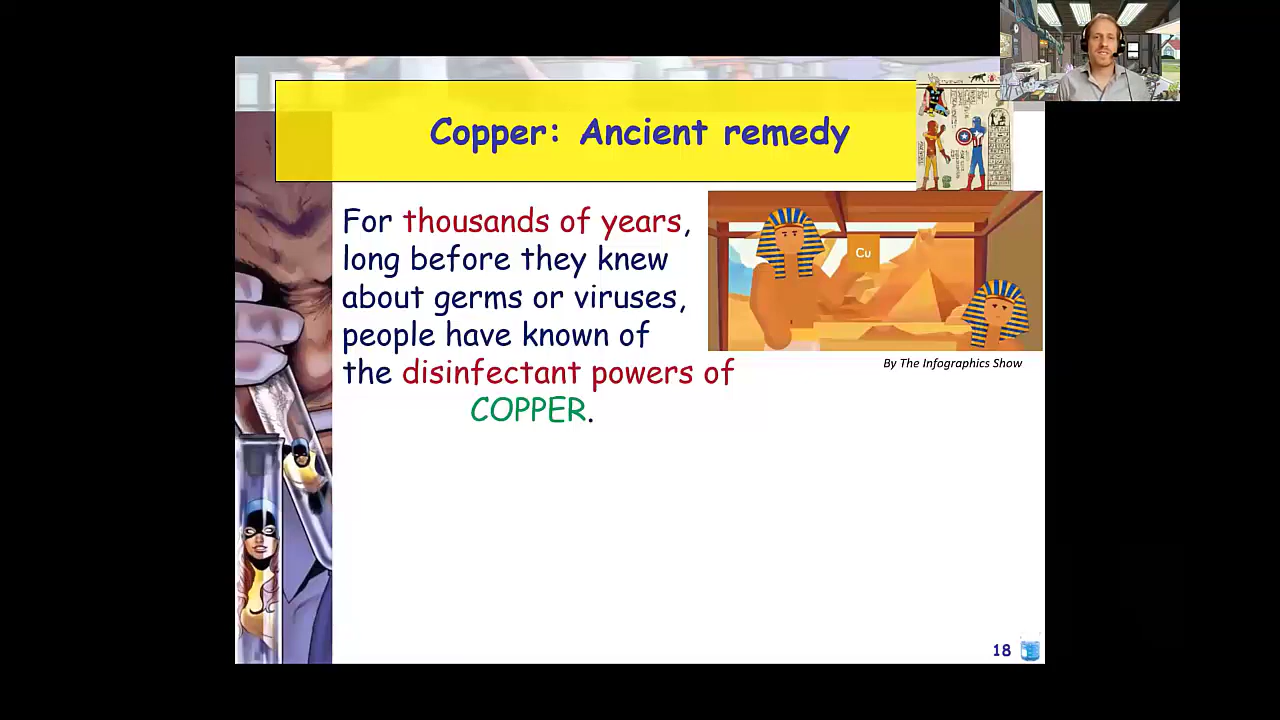 Copper: Ancient remedy
For thousands of years,
long before they knew
about germs or viruses,
people have known of
the disinfectant powers of
COPPER.
Cu
By The Infographics Show
18